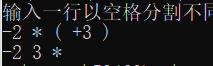 输入一行以空格分割不同
-2 * ( +3 )
-2 3 *